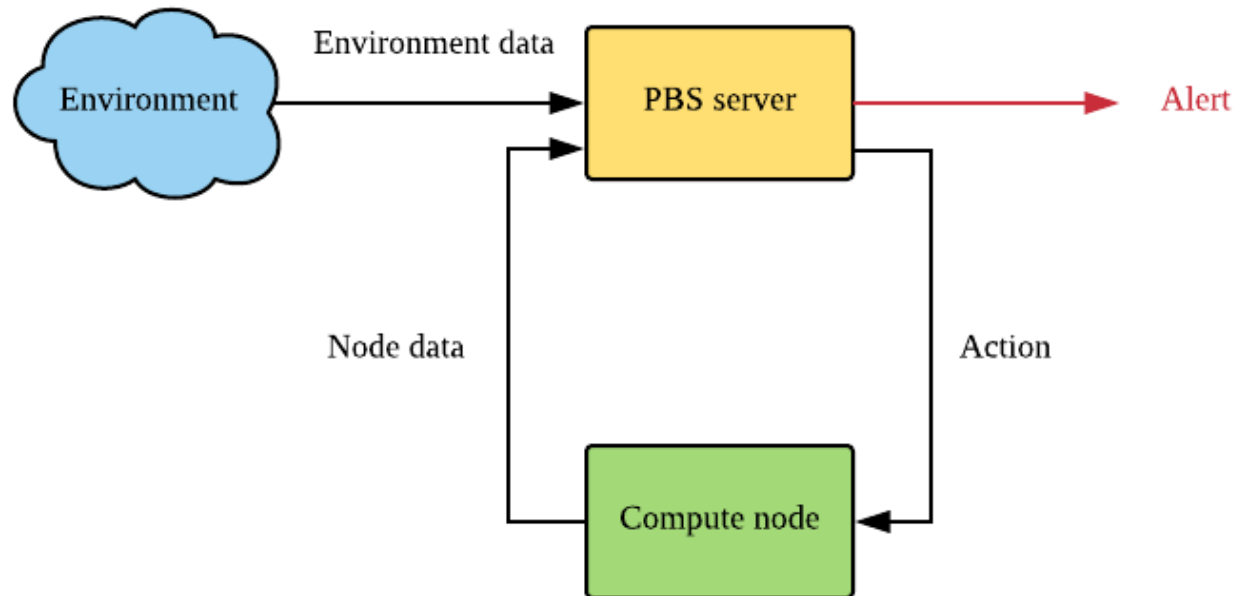 Environment data
Environment
PBS server
Alert
Node data
Action
Compute node